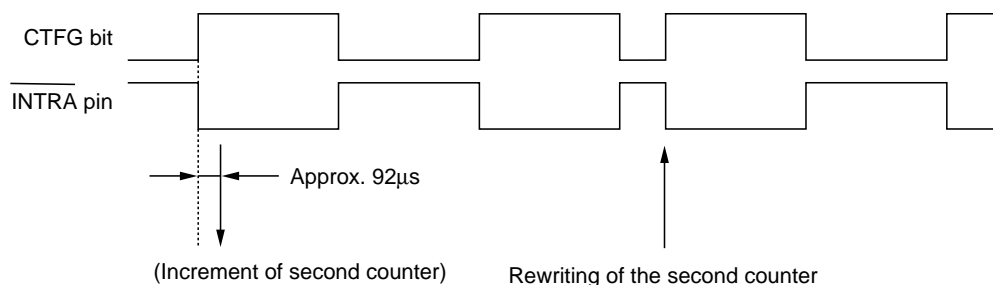 CTFG bit
INTRA pin
Approx. 92μs
(Increment of second counter)
Rewriting of the second counter